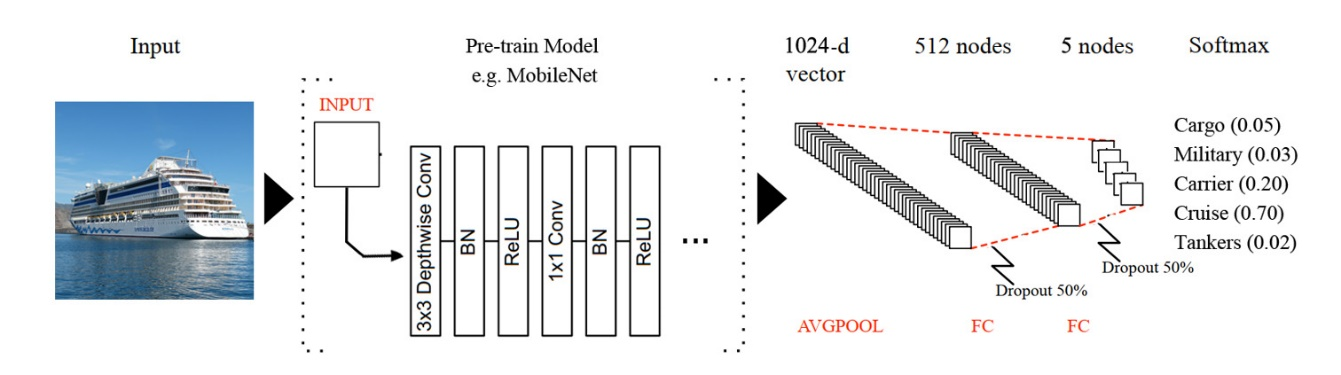 Input
Pre-train Model
e.g. MobileNet
1024-d
vector
512 nodes
5 nodes
Softmax
INPUT
3x3 Depthwise Conv
BN
ReLU
1x1 Conv
BN
ReLU
...
Cargo (0.05)
Military (0.03)
Carrier (0.20)
Cruise (0.70)
Tankers (0.02)
Dropout 50%
Dropout 50%
AVGPOOL
FC
FC